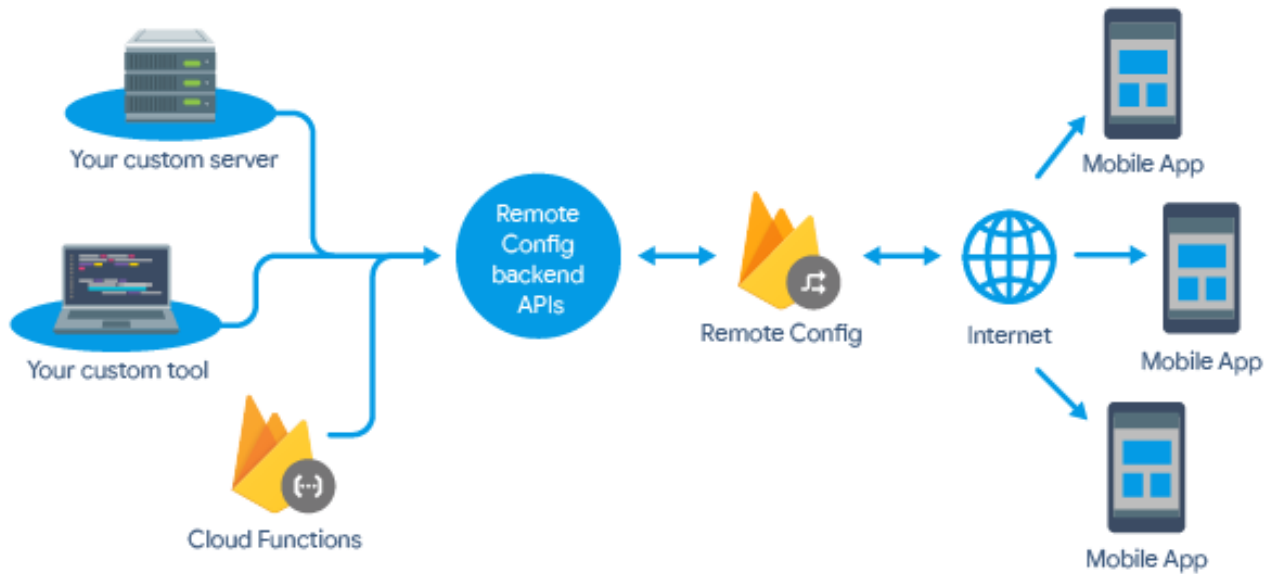 Your custom server
Your custom tool
Cloud Functions
Remote
Config
backend
APIs
Remote Config
Internet
Mobile App
Mobile App
Mobile App